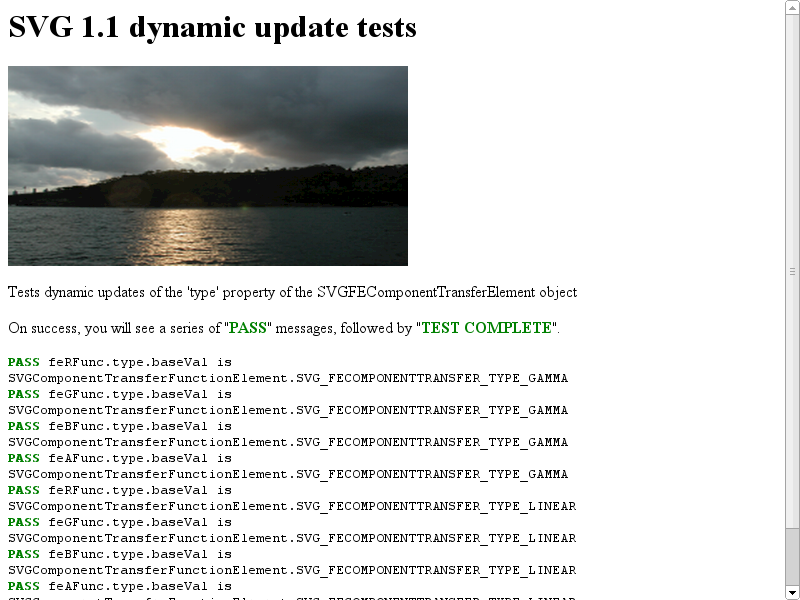 SVG 1.1 dynamic update tests
Tests dynamic updates of the 'type' property of the SVGFEComponentTransferElement object
On success, you will see a series of "PASS" messages, followed by "TEST COMPLETE".
PASS feRFunc.type.baseVal is
SVGComponentTransferFunctionElement.SVG_FECOMPONENTTRANSFER_TYPE_GAMMA
PASS feGFunc.type.baseVal is
SVGComponentTransferFunctionElement.SVG_FECOMPONENTTRANSFER_TYPE_GAMMA
PASS feBFunc.type.baseVal is
SVGComponentTransferFunctionElement.SVG_FECOMPONENTTRANSFER_TYPE_GAMMA
PASS feAFunc.type.baseVal is
SVGComponentTransferFunctionElement.SVG_FECOMPONENTTRANSFER_TYPE_GAMMA
PASS feRFunc.type.baseVal is
SVGComponentTransferFunctionElement.SVG_FECOMPONENTTRANSFER_TYPE_LINEAR
PASS feGFunc.type.baseVal is
SVGComponentTransferFunctionElement.SVG_FECOMPONENTTRANSFER_TYPE_LINEAR
PASS feBFunc.type.baseVal is
SVGComponentTransferFunctionElement.SVG_FECOMPONENTTRANSFER_TYPE_LINEAR
PASS feAFunc.type.baseVal is